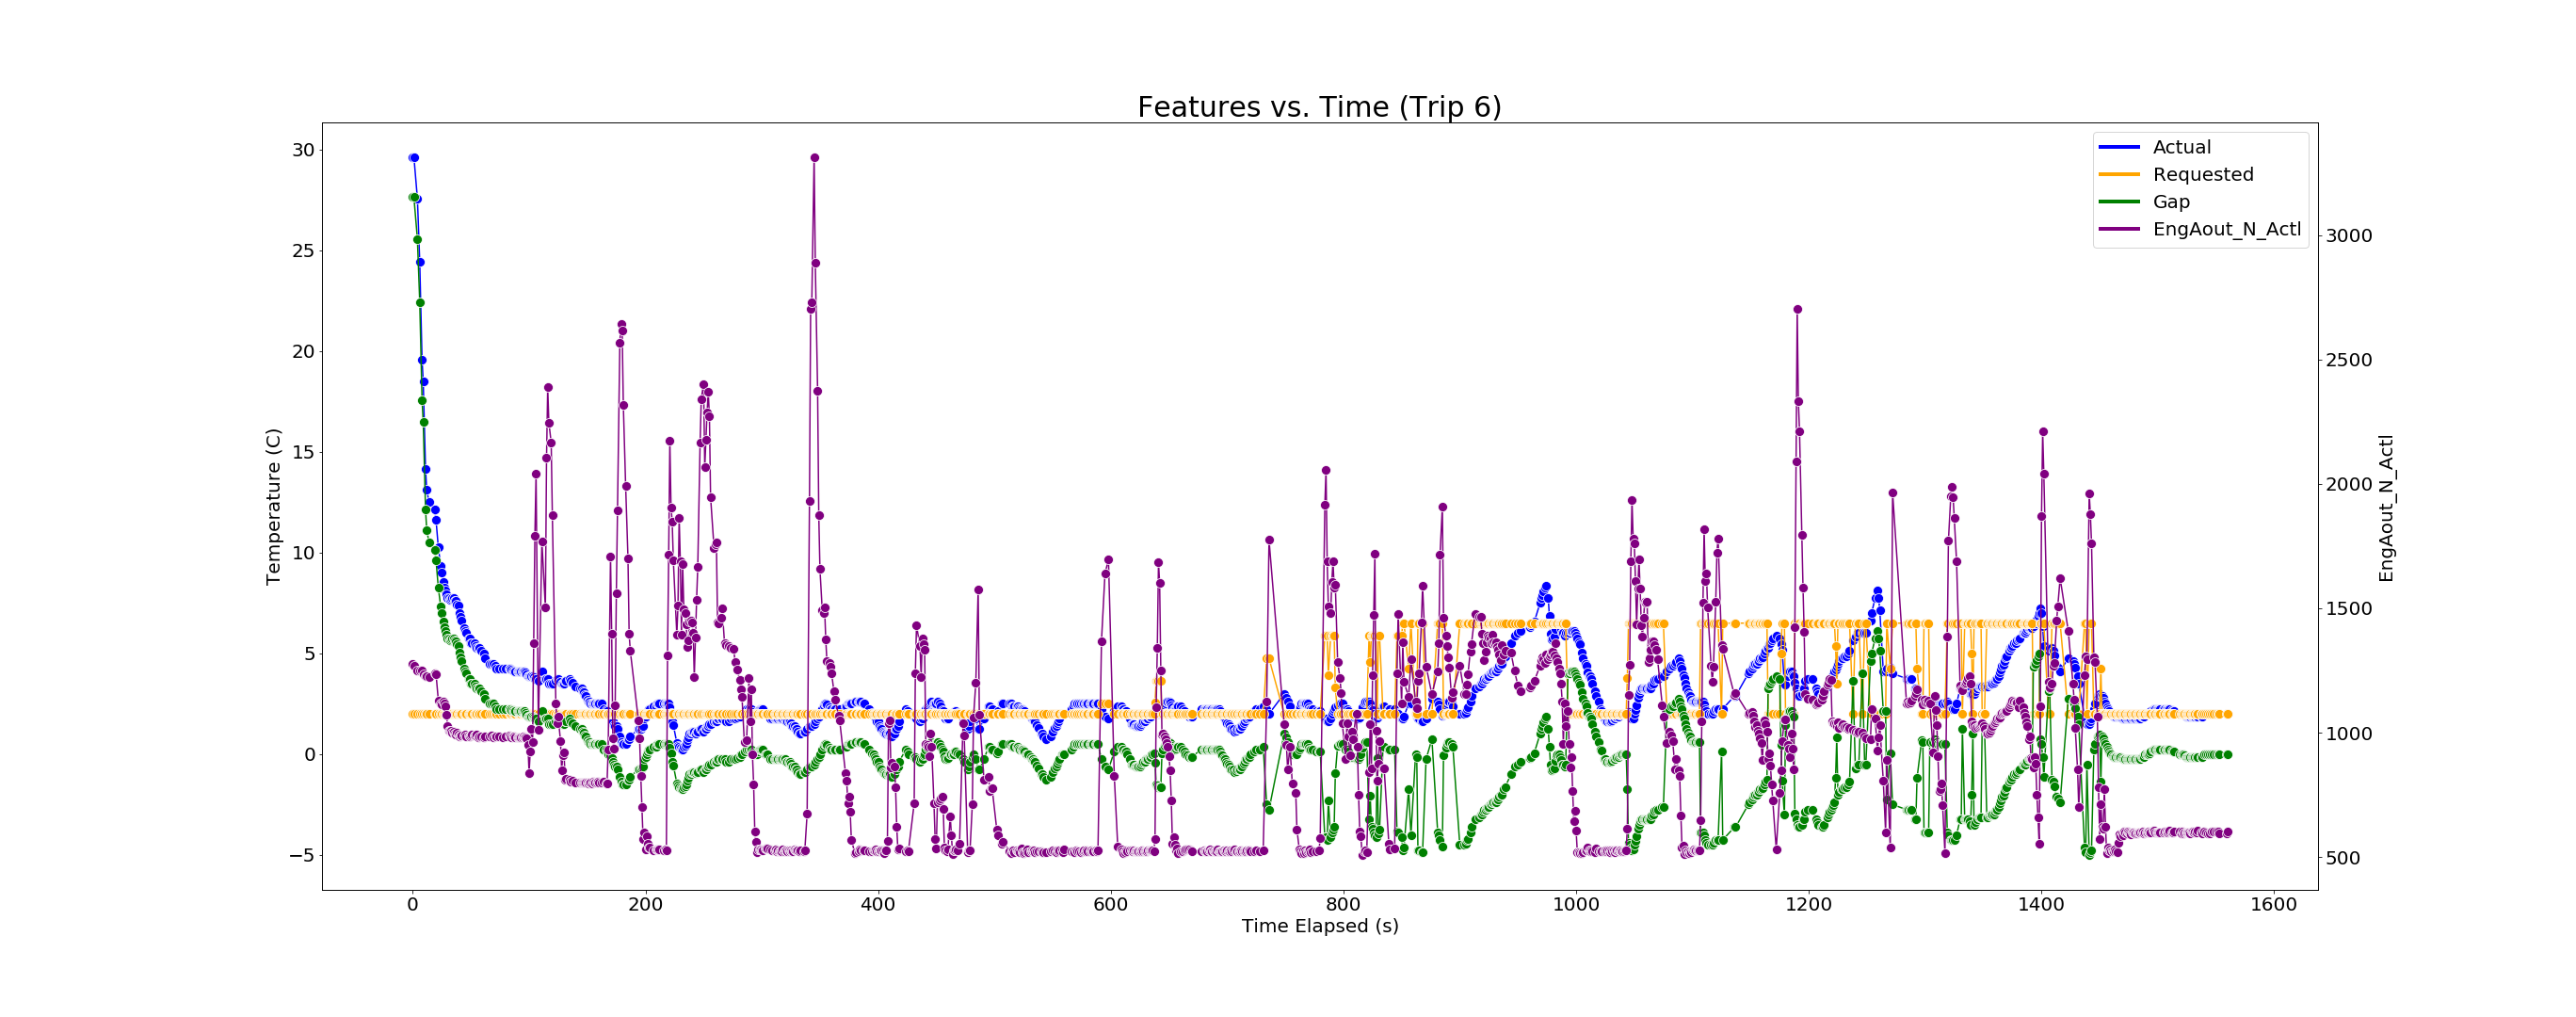 Features vs. Time (Trip 6)
Actual
Requested
Gap
EngAout_N_Actl
Temperature (C)
30
25
20
15
10
5
0
−5
3000
2500
2000
1500
1000
500
EngAout_N_Actl
0 200 400 600 800 1000 1200 1400 1600
Time Elapsed (s)